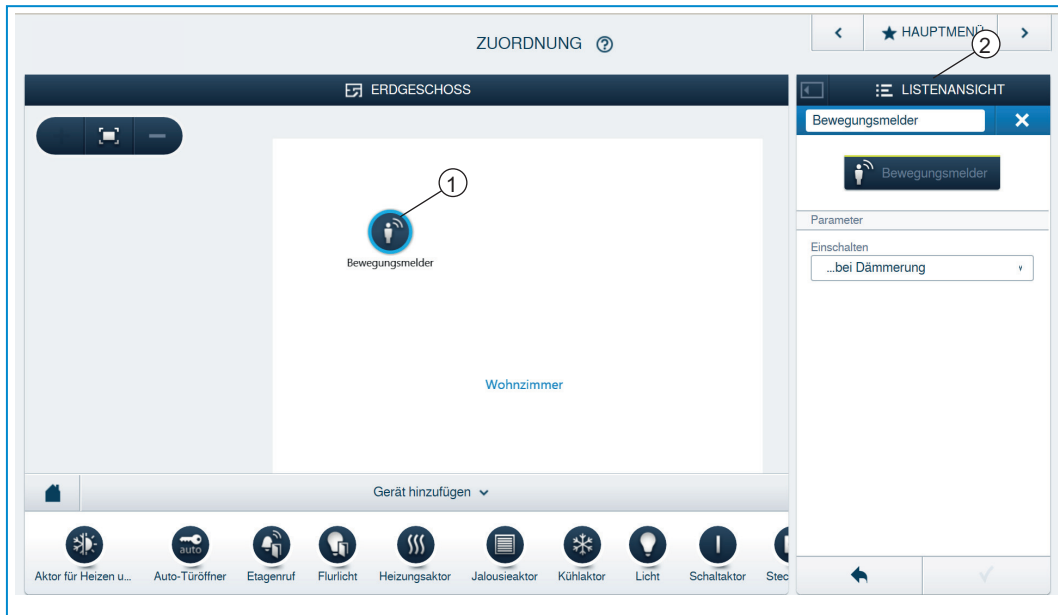 ZUORDNUNG ?
HAUPTMENÜ
2
ERDGESCHOSS
LISTENANSICHT
Bewegungsmelder
Bewegungsmelder
1
Bewegungsmelder
Parameter
Einschalten
...bei Dämmerung
Wohnzimmer
Gerät hinzufügen
auto
Aktor für Heizen u...
Auto-Türöffner
Etagenruf
Flurlicht
Heizungsaktor
Jalousieaktor
Kühlaktor
Licht
Schaltaktor
Stec